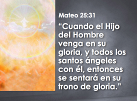 Mateo 25:31
“Cuando el Hijo
del Hombre
venga en su
gloria, y todos los
santos ángeles
con él, entonces
se sentará en su
trono de gloria.”